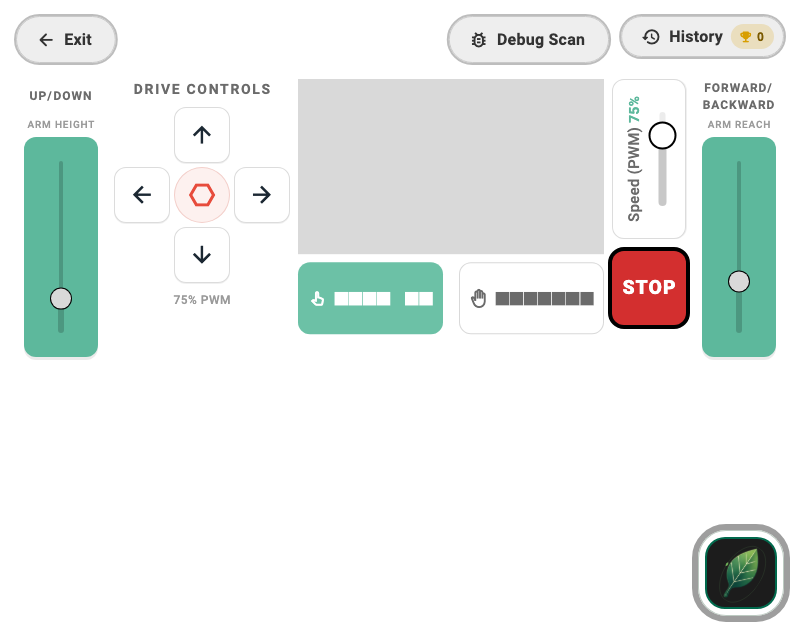 Exit
Debug Scan
History 0
UP/DOWN
ARM HEIGHT
DRIVE CONTROLS
75% PWM
Speed (PWM) 75%
STOP
FORWARD/
BACKWARD
ARM REACH